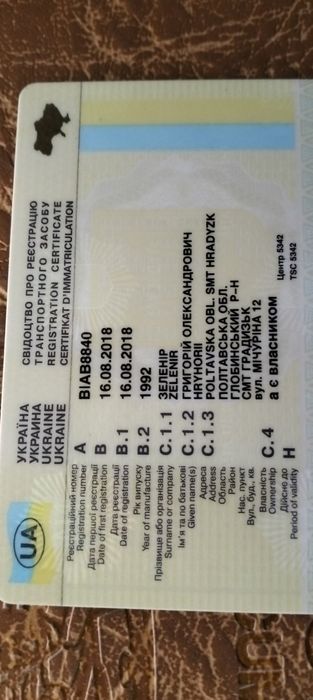 UA
УКРАЇНА
УКРАИНА
UKRAINE
UKRAINE
СВІДОЦТВО ПРО РЕЄСТРАЦІЮ
ТРАНСПОРТНОГО ЗАСОБУ
REGISTRATION CERTIFICATE
CERTIFICAT D'IMMATRICULATION
Реєстраційний номер A BIAB8840
Registration number
Дата першої реєстрації B 16.08.2018
Date of first registration
Дата реєстрації B.1 16.08.2018
Date of registration
Рік випуску B.2 1992
Year of manufacture
Прізвище або організація C.1.1 ЗЕЛЕНІР
Surname or company ZELENIR
Ім'я та по батькові C.1.2 ГРИГОРІЙ ОЛЕКСАНДРОВИЧ
Given name(s) HRYHORII
Адреса C.1.3 POLTAVSKA OBL. SMT HRADYZK
Address ПОЛТАВСЬКА ОБЛ.
Область ГЛОБИНСЬКИЙ Р-Н
Район СМТ ГРАДИЗЬК
Нас. пункт вул. МІЧУРІНА 12
Вул., буд., кв.
Власність C.4 а є власником
Ownership
Дійсно до H
Period of validity
Центр 5342
TSC 5342